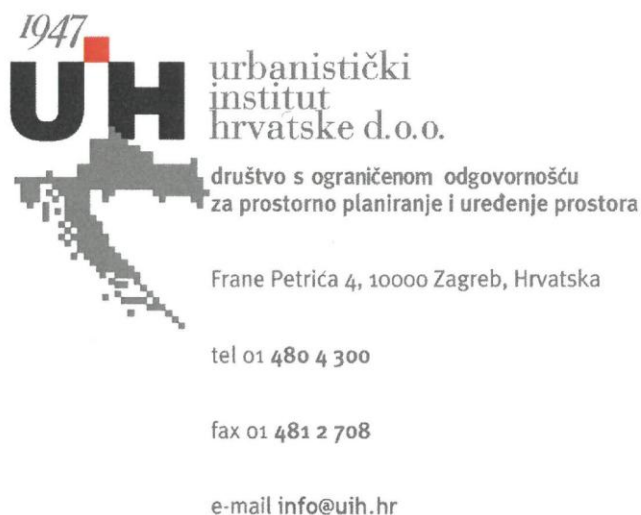 1947
UiH
urbanistički
institut
hrvatske d.o.o.
društvo s ograničenom odgovornošću
za prostorno planiranje i uređenje prostora
Frane Petrića 4, 10000 Zagreb, Hrvatska
tel 01 480 4 300
fax 01 481 2 708
e-mail info@uih.hr